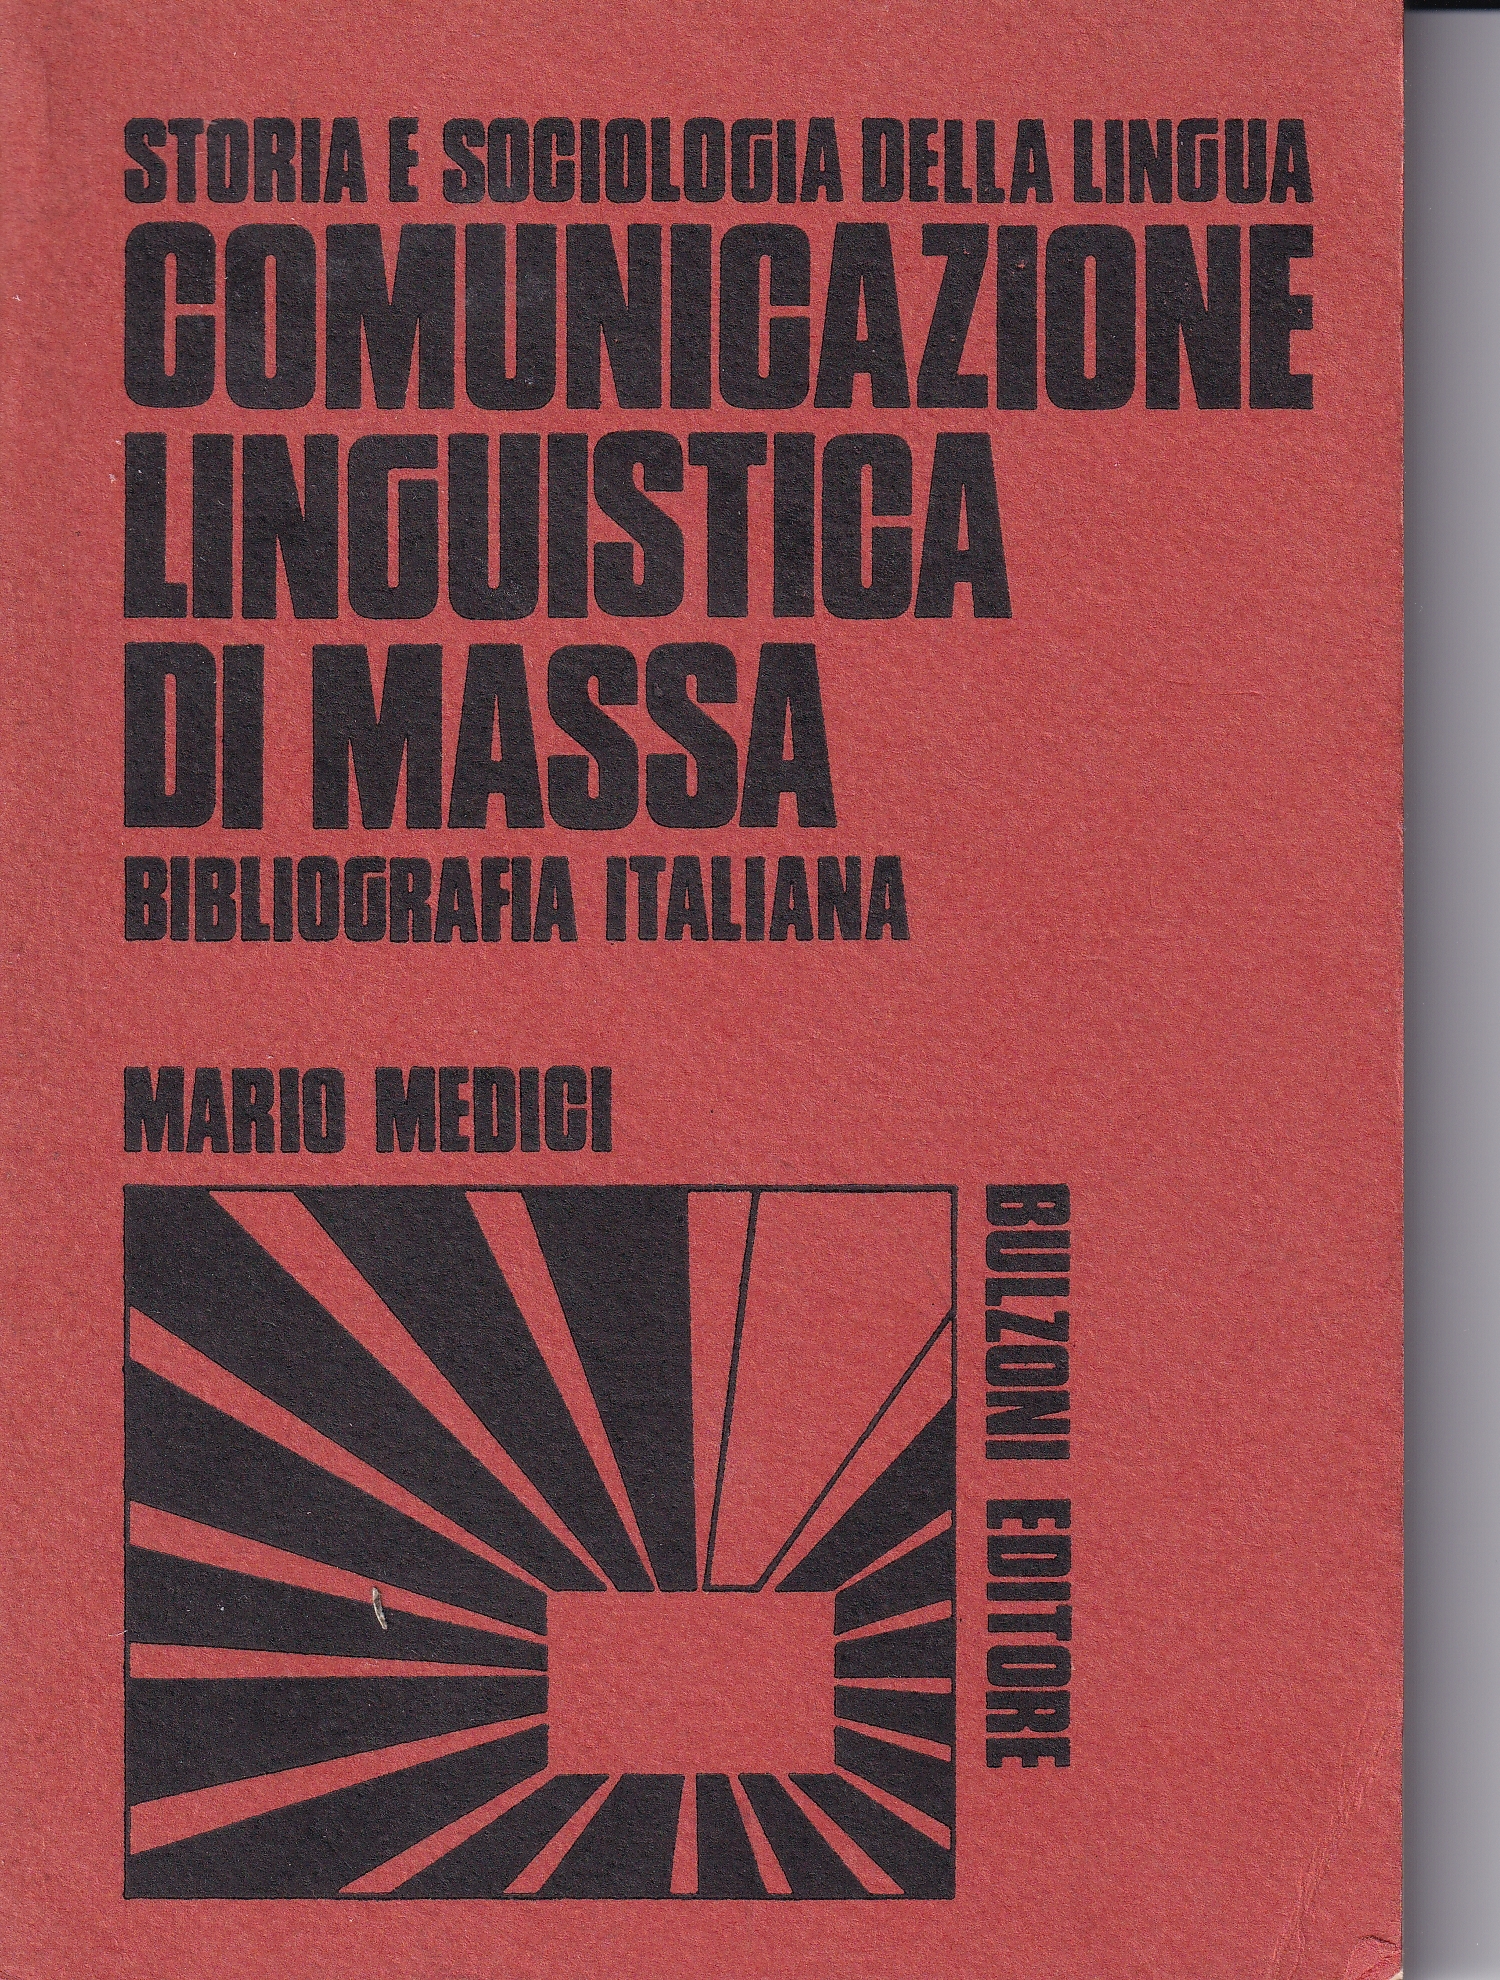 STORIA E SOCIOLOGIA DELLA LINGUA
COMUNICAZIONE
LINGUISTICA
DI MASSA
BIBLIOGRAFIA ITALIANA
MARIO MEDICI
BULZONI EDITORE